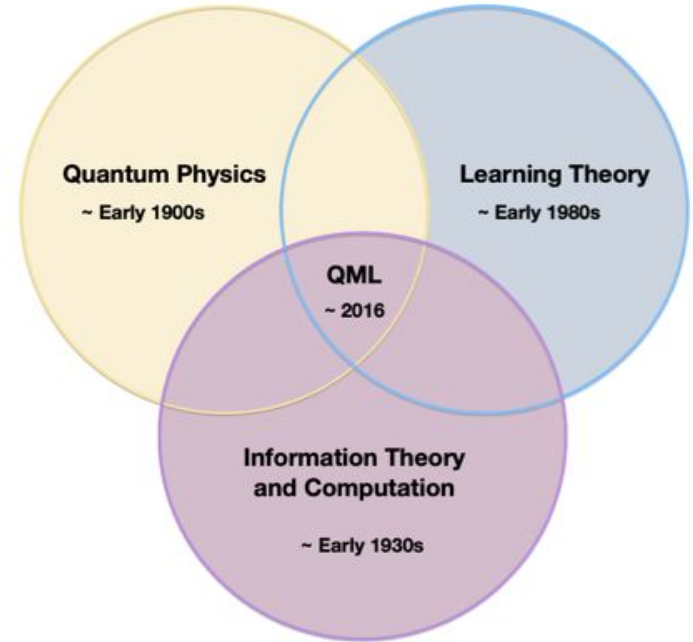 Quantum Physics
~ Early 1900s
Learning Theory
~ Early 1980s
QML
~ 2016
Information Theory
and Computation
~ Early 1930s